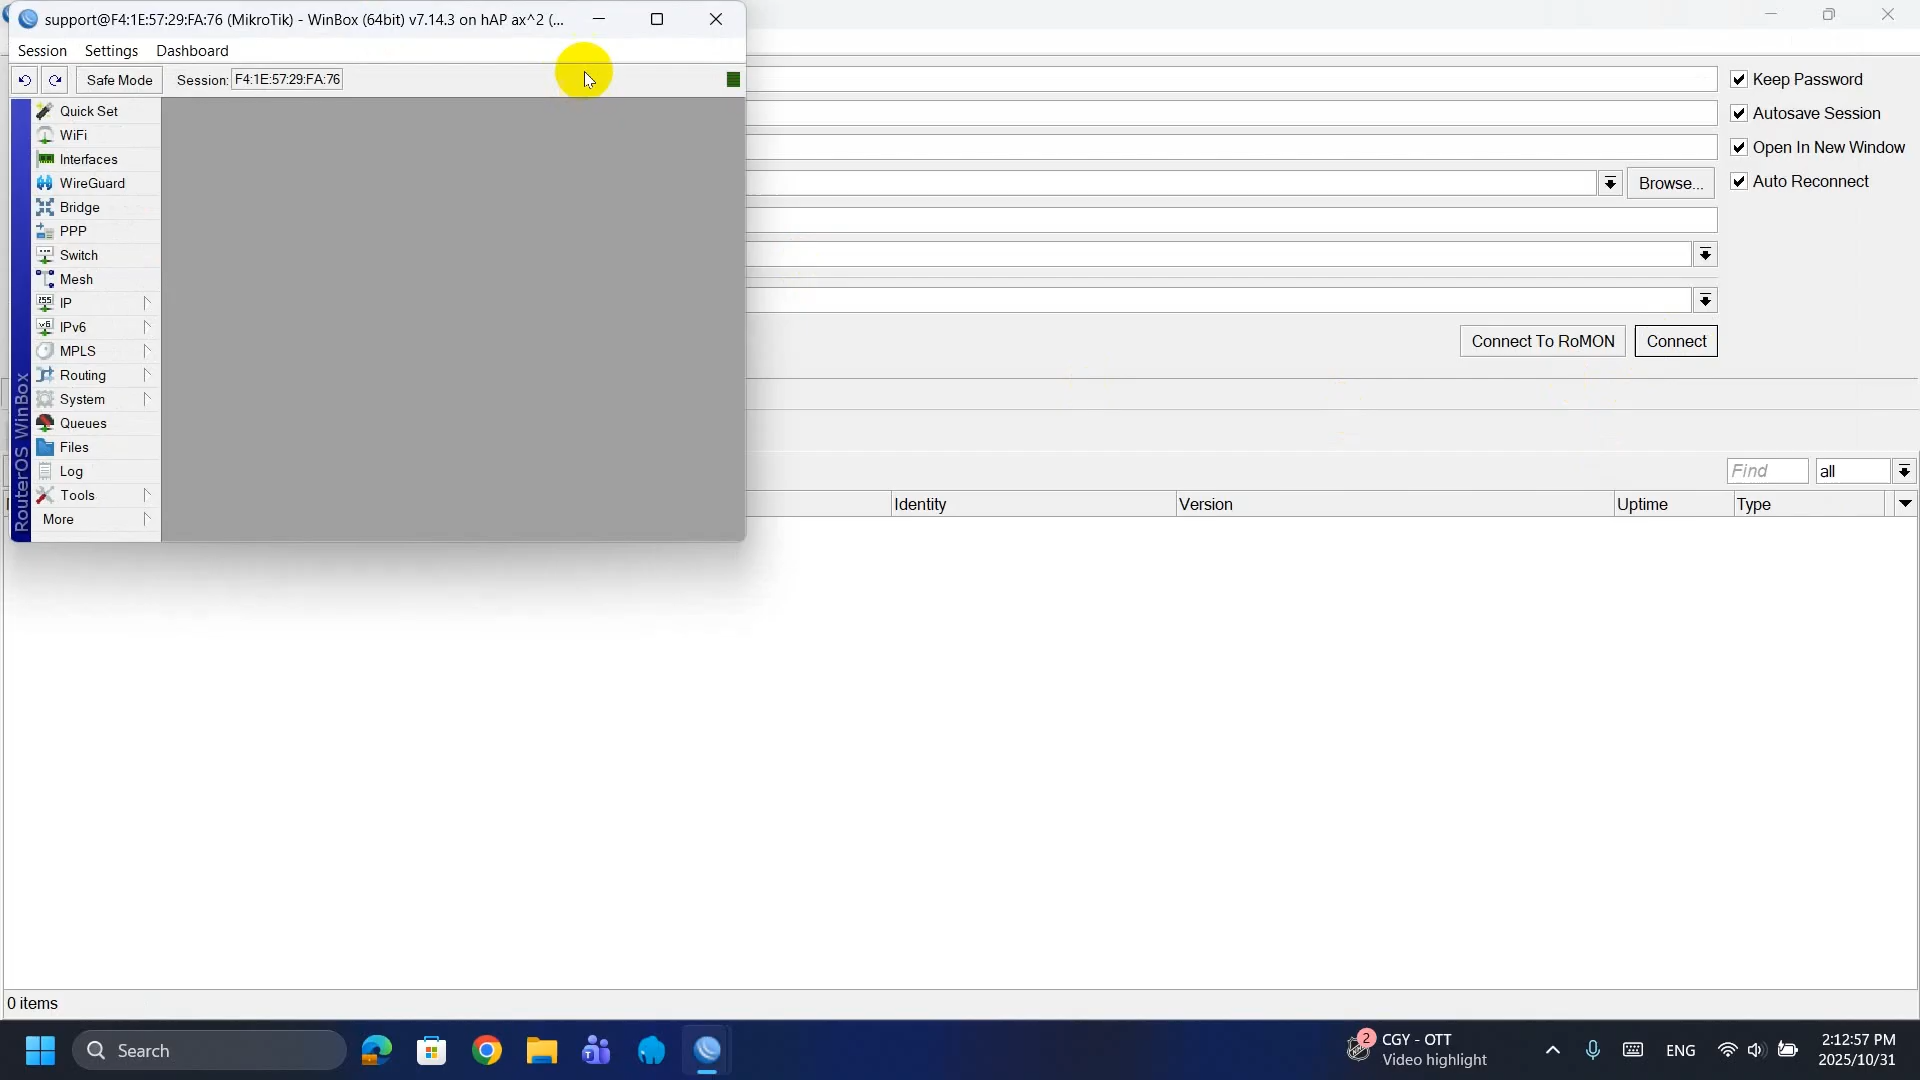 support@F4:1E:57:29:FA:76 (MikroTik) - WinBox (64bit) v7.14.3 on hAP ax^2 (...
Session Settings Dashboard
Safe Mode Session: F4:1E:57:29:FA:76
Quick Set
WiFi
Interfaces
WireGuard
Bridge
PPP
Switch
Mesh
IP
IPv6
MPLS
Routing
System
Queues
Files
Log
Tools
More
RouterOS WinBox
Keep Password
Autosave Session
Open In New Window
Browse... Auto Reconnect
Connect To RoMON Connect
Find all
Identity Version Uptime Type
0 items
Search
2 CGY - OTT
Video highlight
ENG
2:12:57 PM
2025/10/31